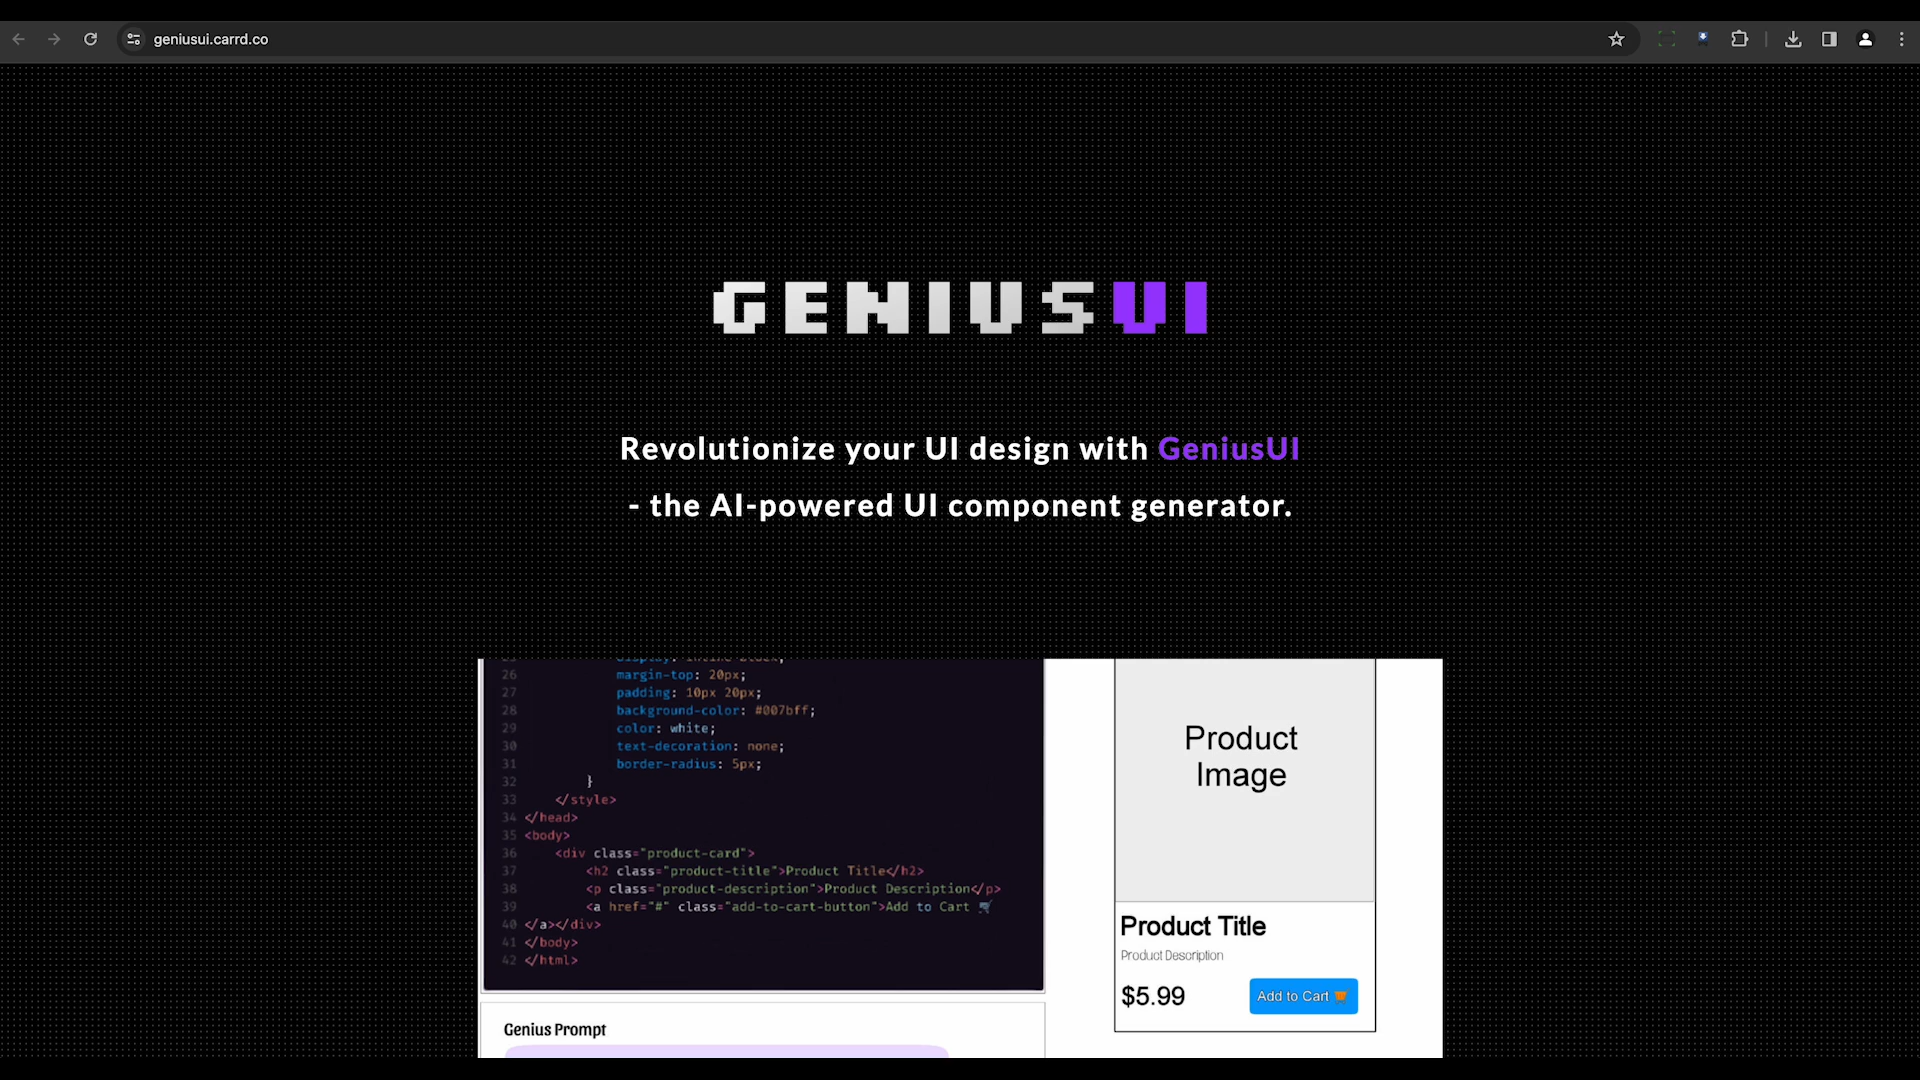 geniusui.carrd.co
GENIUSUI
Revolutionize your UI design with GeniusUI
- the AI-powered UI component generator.
26 margin-top: 20px;
27 padding: 10px 20px;
28 background-color: #007bff;
29 color: white;
30 text-decoration: none;
31 border-radius: 5px;
32 }
33 </style>
34 </head>
35 <body>
36 <div class="product-card">
37 <h2 class="product-title">Product Title</h2>
38 <p class="product-description">Product Description</p>
39 <a href="#" class="add-to-cart-button">Add to Cart 🛒
40 </a></div>
41 </body>
42 </html>
Genius Prompt
Product
Image
Product Title
Product Description
$5.99
Add to Cart 🛒